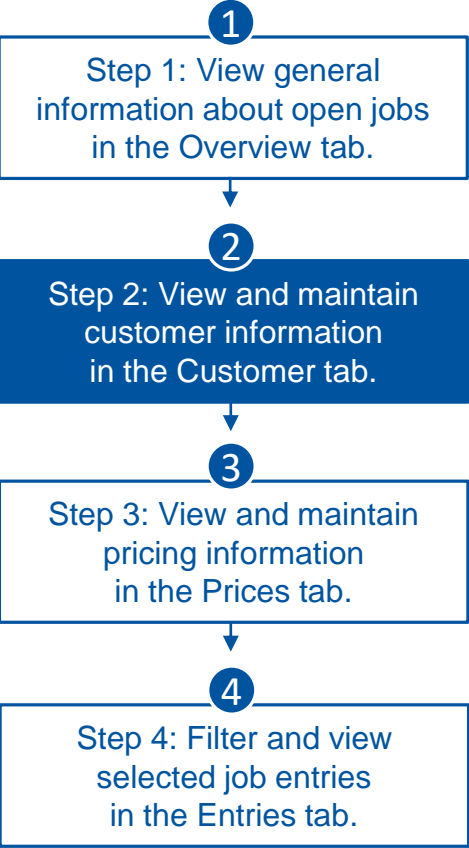 1
Step 1: View general
information about open jobs
in the Overview tab.
2
Step 2: View and maintain
customer information
in the Customer tab.
3
Step 3: View and maintain
pricing information
in the Prices tab.
4
Step 4: Filter and view
selected job entries
in the Entries tab.